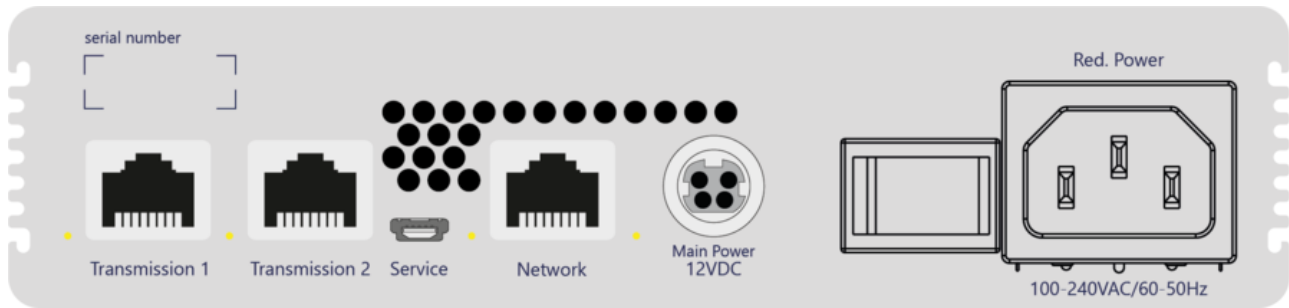 serial number
Red. Power
Transmission 1
Transmission 2
Service
Network
Main Power
12VDC
100-240VAC/60-50Hz